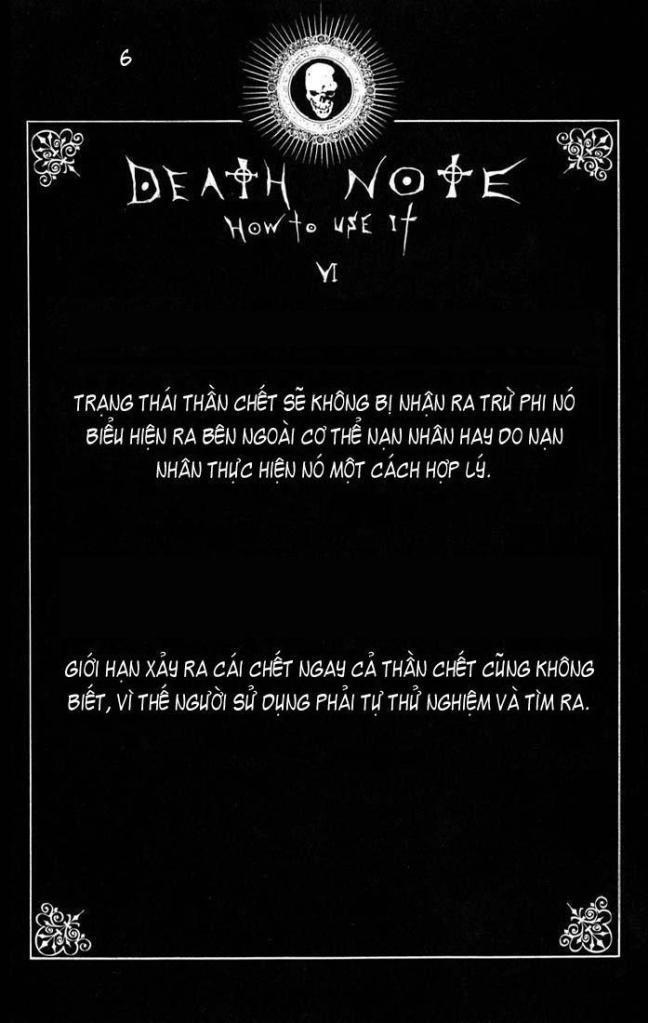 6
DEATH NOTE
HOW TO USE IT
VI
TRẠNG THÁI THẦN CHẾT SẼ KHÔNG BỊ NHẬN RA TRỪ PHI NÓ
BIỂU HIỆN RA BÊN NGOÀI CƠ THỂ NẠN NHÂN HAY DO NẠN
NHÂN THỰC HIỆN NÓ MỘT CÁCH HỢP LÝ.
GIỚI HẠN XẢY RA CÁI CHẾT NGAY CẢ THẦN CHẾT CŨNG KHÔNG
BIẾT, VÌ THẾ NGƯỜI SỬ DỤNG PHẢI TỰ THỬ NGHIỆM VÀ TÌM RA.